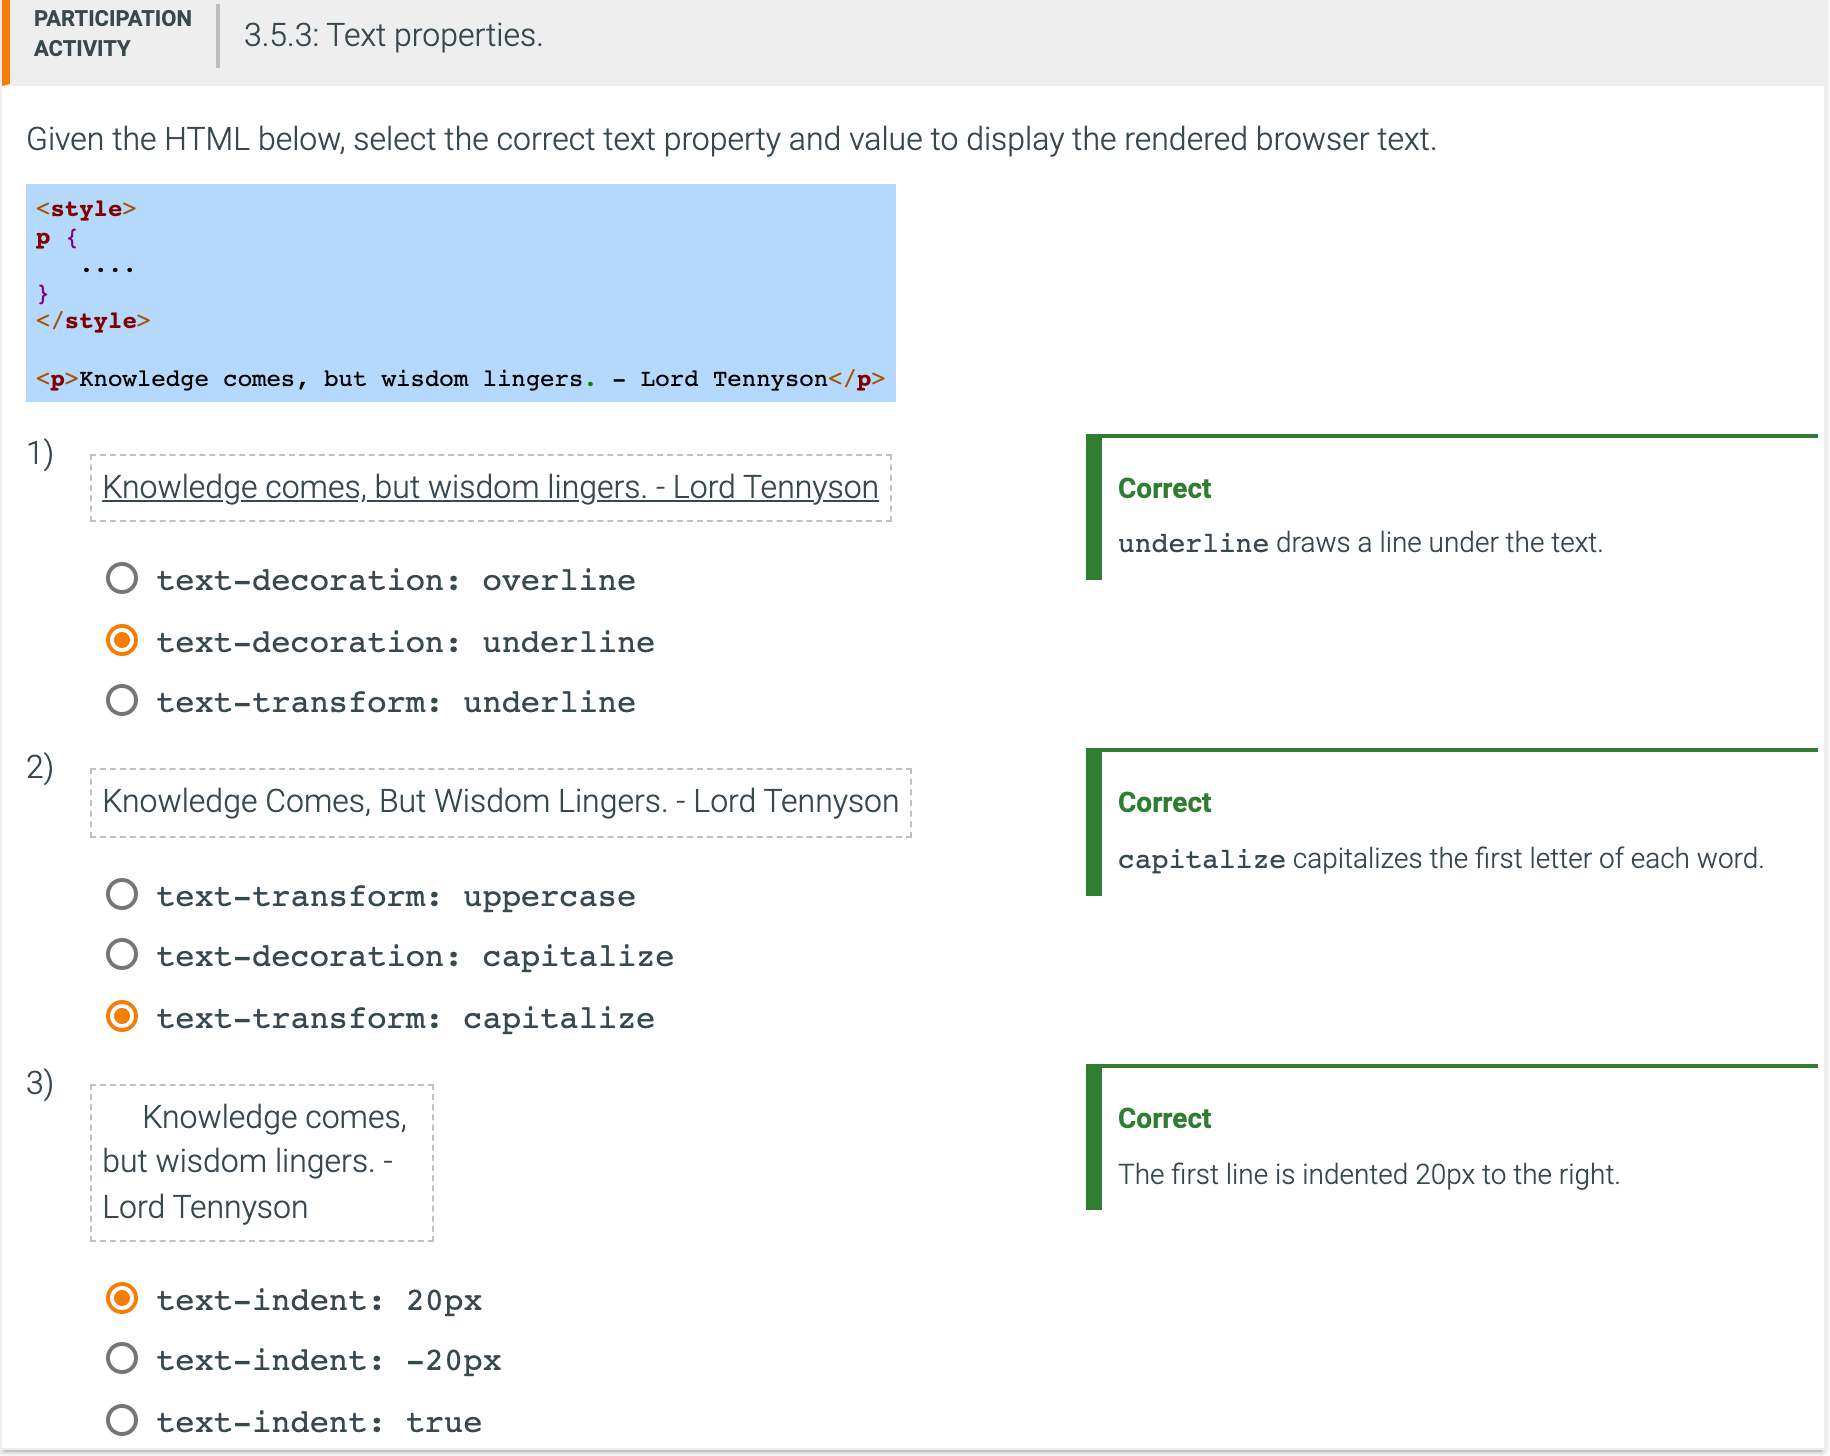 PARTICIPATION
ACTIVITY
3.5.3: Text properties.
Given the HTML below, select the correct text property and value to display the rendered browser text.
<style>
p {
   ....
}
</style>
<p>Knowledge comes, but wisdom lingers. - Lord Tennyson</p>
1)
Knowledge comes, but wisdom lingers. - Lord Tennyson
text-decoration: overline
text-decoration: underline
text-transform: underline
Correct
underline draws a line under the text.
2)
Knowledge Comes, But Wisdom Lingers. - Lord Tennyson
text-transform: uppercase
text-decoration: capitalize
text-transform: capitalize
Correct
capitalize capitalizes the first letter of each word.
3)
Knowledge comes,
but wisdom lingers. -
Lord Tennyson
text-indent: 20px
text-indent: -20px
text-indent: true
Correct
The first line is indented 20px to the right.